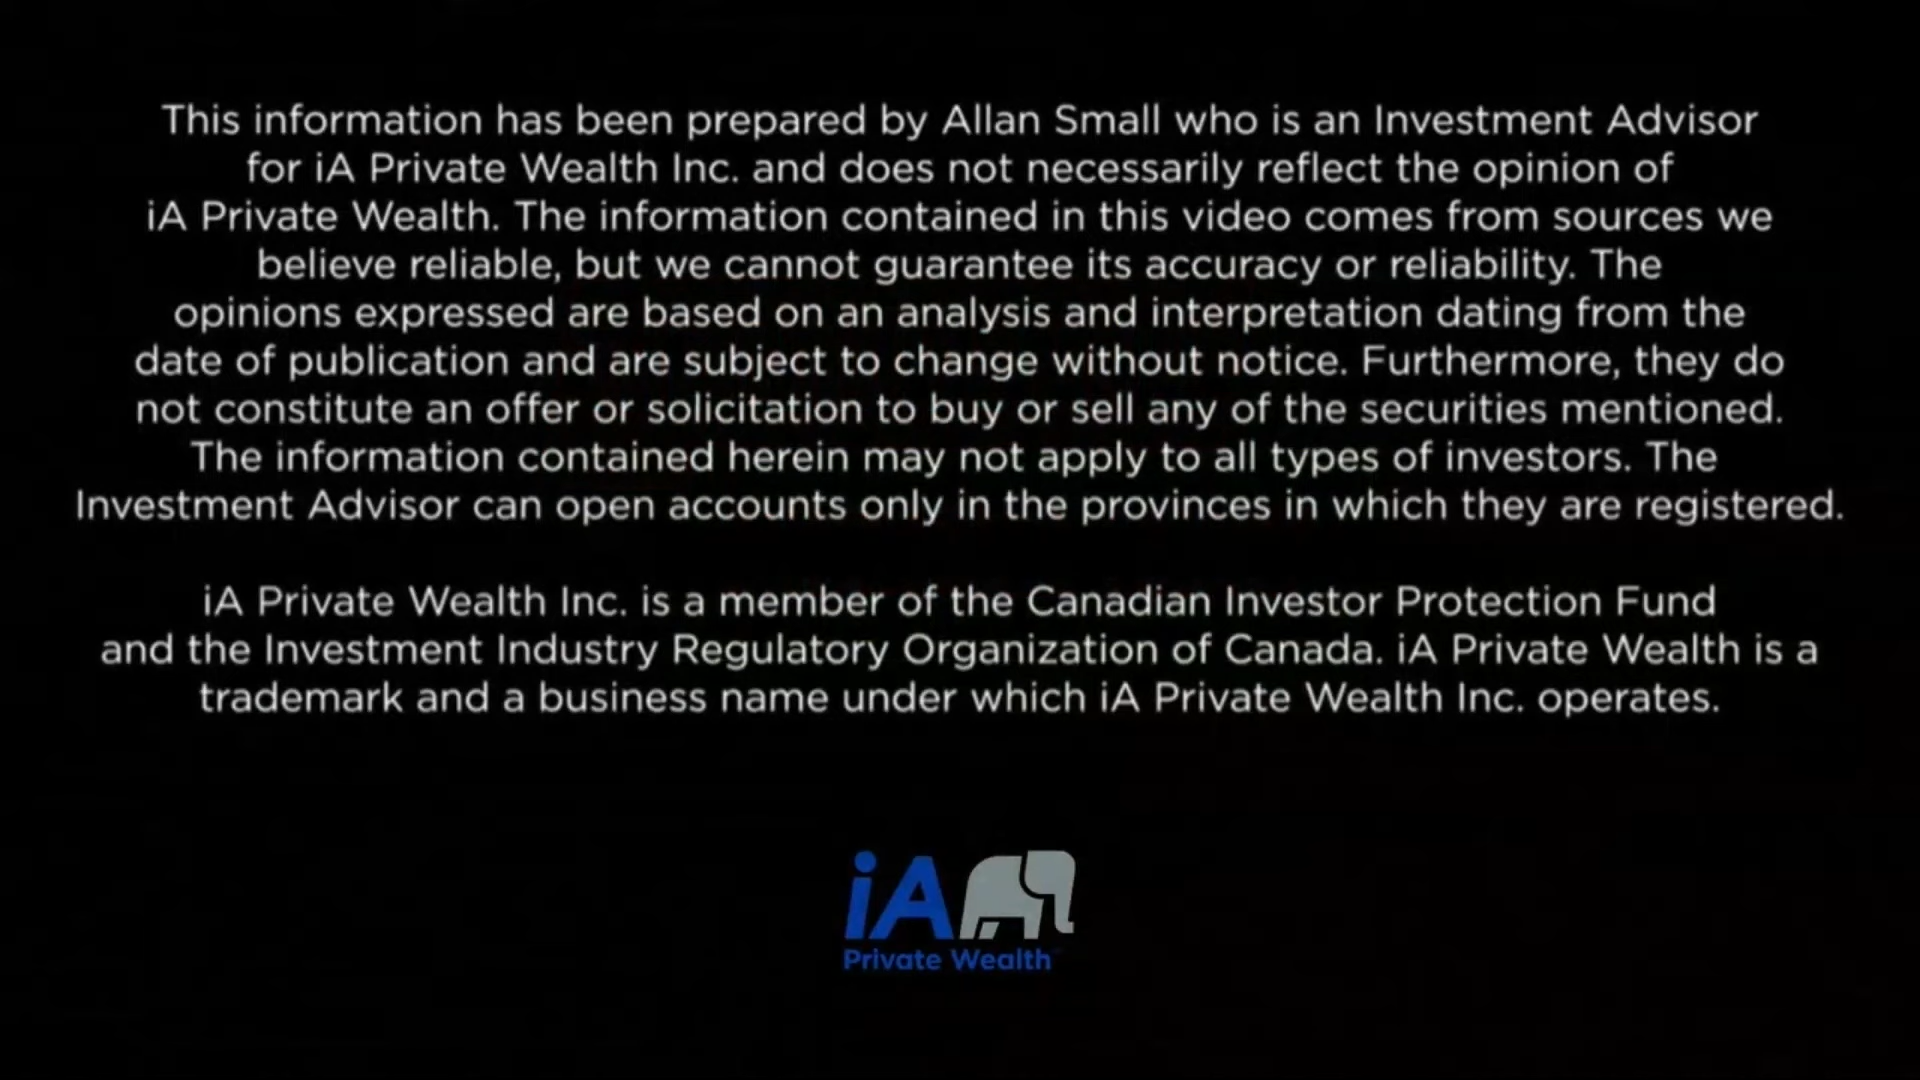 This information has been prepared by Allan Small who is an Investment Advisor
for iA Private Wealth Inc. and does not necessarily reflect the opinion of
iA Private Wealth. The information contained in this video comes from sources we
believe reliable, but we cannot guarantee its accuracy or reliability. The
opinions expressed are based on an analysis and interpretation dating from the
date of publication and are subject to change without notice. Furthermore, they do
not constitute an offer or solicitation to buy or sell any of the securities mentioned.
The information contained herein may not apply to all types of investors. The
Investment Advisor can open accounts only in the provinces in which they are registered.
iA Private Wealth Inc. is a member of the Canadian Investor Protection Fund
and the Investment Industry Regulatory Organization of Canada. iA Private Wealth is a
trademark and a business name under which iA Private Wealth Inc. operates.
iA
Private Wealth